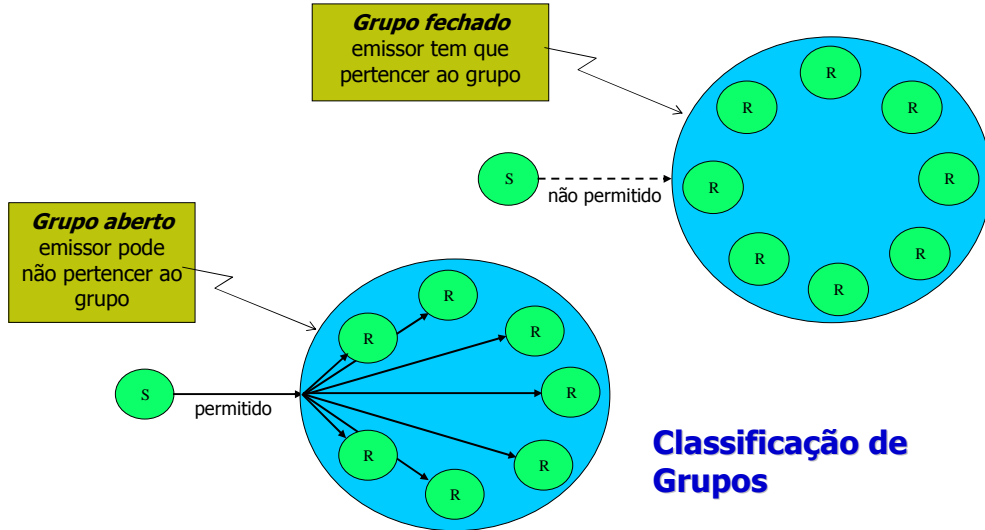 Grupo fechado
emissor tem que
pertencer ao grupo
R
R
R
S
não permitido
R
R
R
R
R
Grupo aberto
emissor pode
não pertencer ao
grupo
R
R
R
S
permitido
R
R
R
R
Classificação de
Grupos